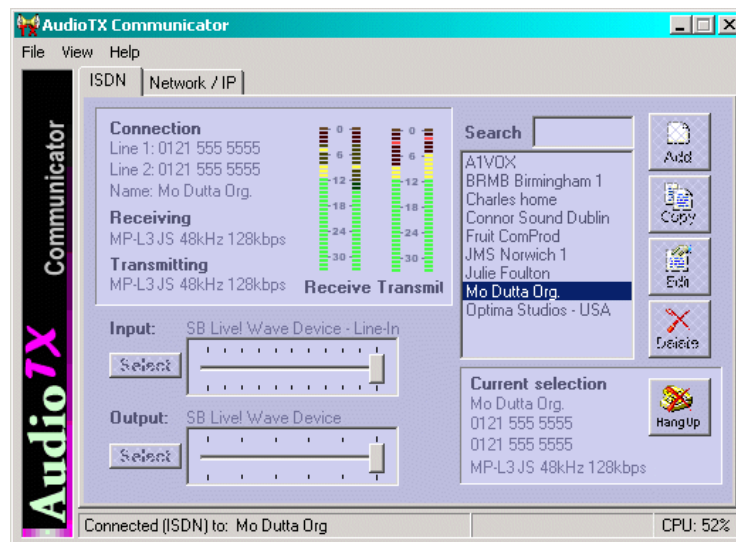 AudioTX Communicator
File View Help
ISDN Network / IP
AudioTX Communicator
Connection
Line 1: 0121 555 5555
Line 2: 0121 555 5555
Name: Mo Dutta Org.
Receiving
MP-L3 JS 48kHz 128kbps
Transmitting
MP-L3 JS 48kHz 128kbps
0 0
6 6
-12 -12
-18 -18
-24 -24
-30 -30
Receive Transmit
Search
A1VOX
BRMB Birmingham 1
Charles home
Connor Sound Dublin
Fruit ComProd
JMS Norwich 1
Julie Foulton
Mo Dutta Org.
Optima Studios - USA
Add
Copy
Edit
Delete
Input: SB Live! Wave Device - Line-In
Select
Output: SB Live! Wave Device
Select
Current selection
Mo Dutta Org.
0121 555 5555
0121 555 5555
MP-L3 JS 48kHz 128kbps
HangUp
Connected (ISDN) to: Mo Dutta Org
CPU: 52%